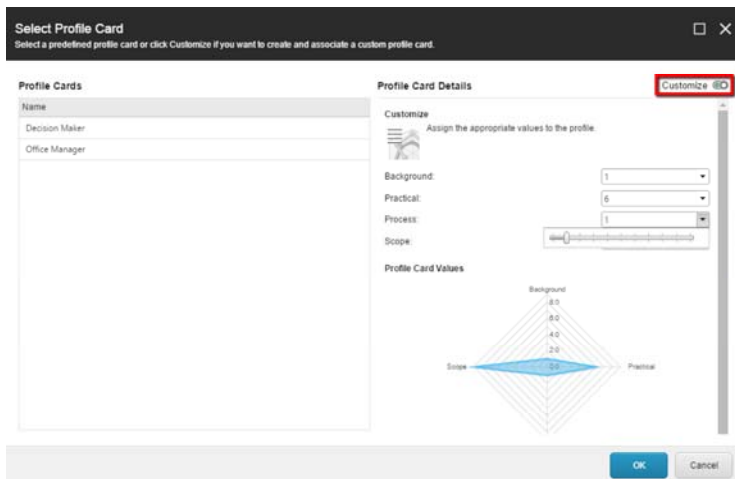 Select Profile Card
Select a predefined profile card or click Customize if you want to create and associate a custom profile card.
Profile Cards
Name
Decision Maker
Office Manager
Profile Card Details
Customize
Customize
Assign the appropriate values to the profile.
Background:
1
Practical:
6
Process:
1
Scope:
Profile Card Values
Background
8.0
6.0
4.0
2.0
0.0
Scope
Practical
OK
Cancel